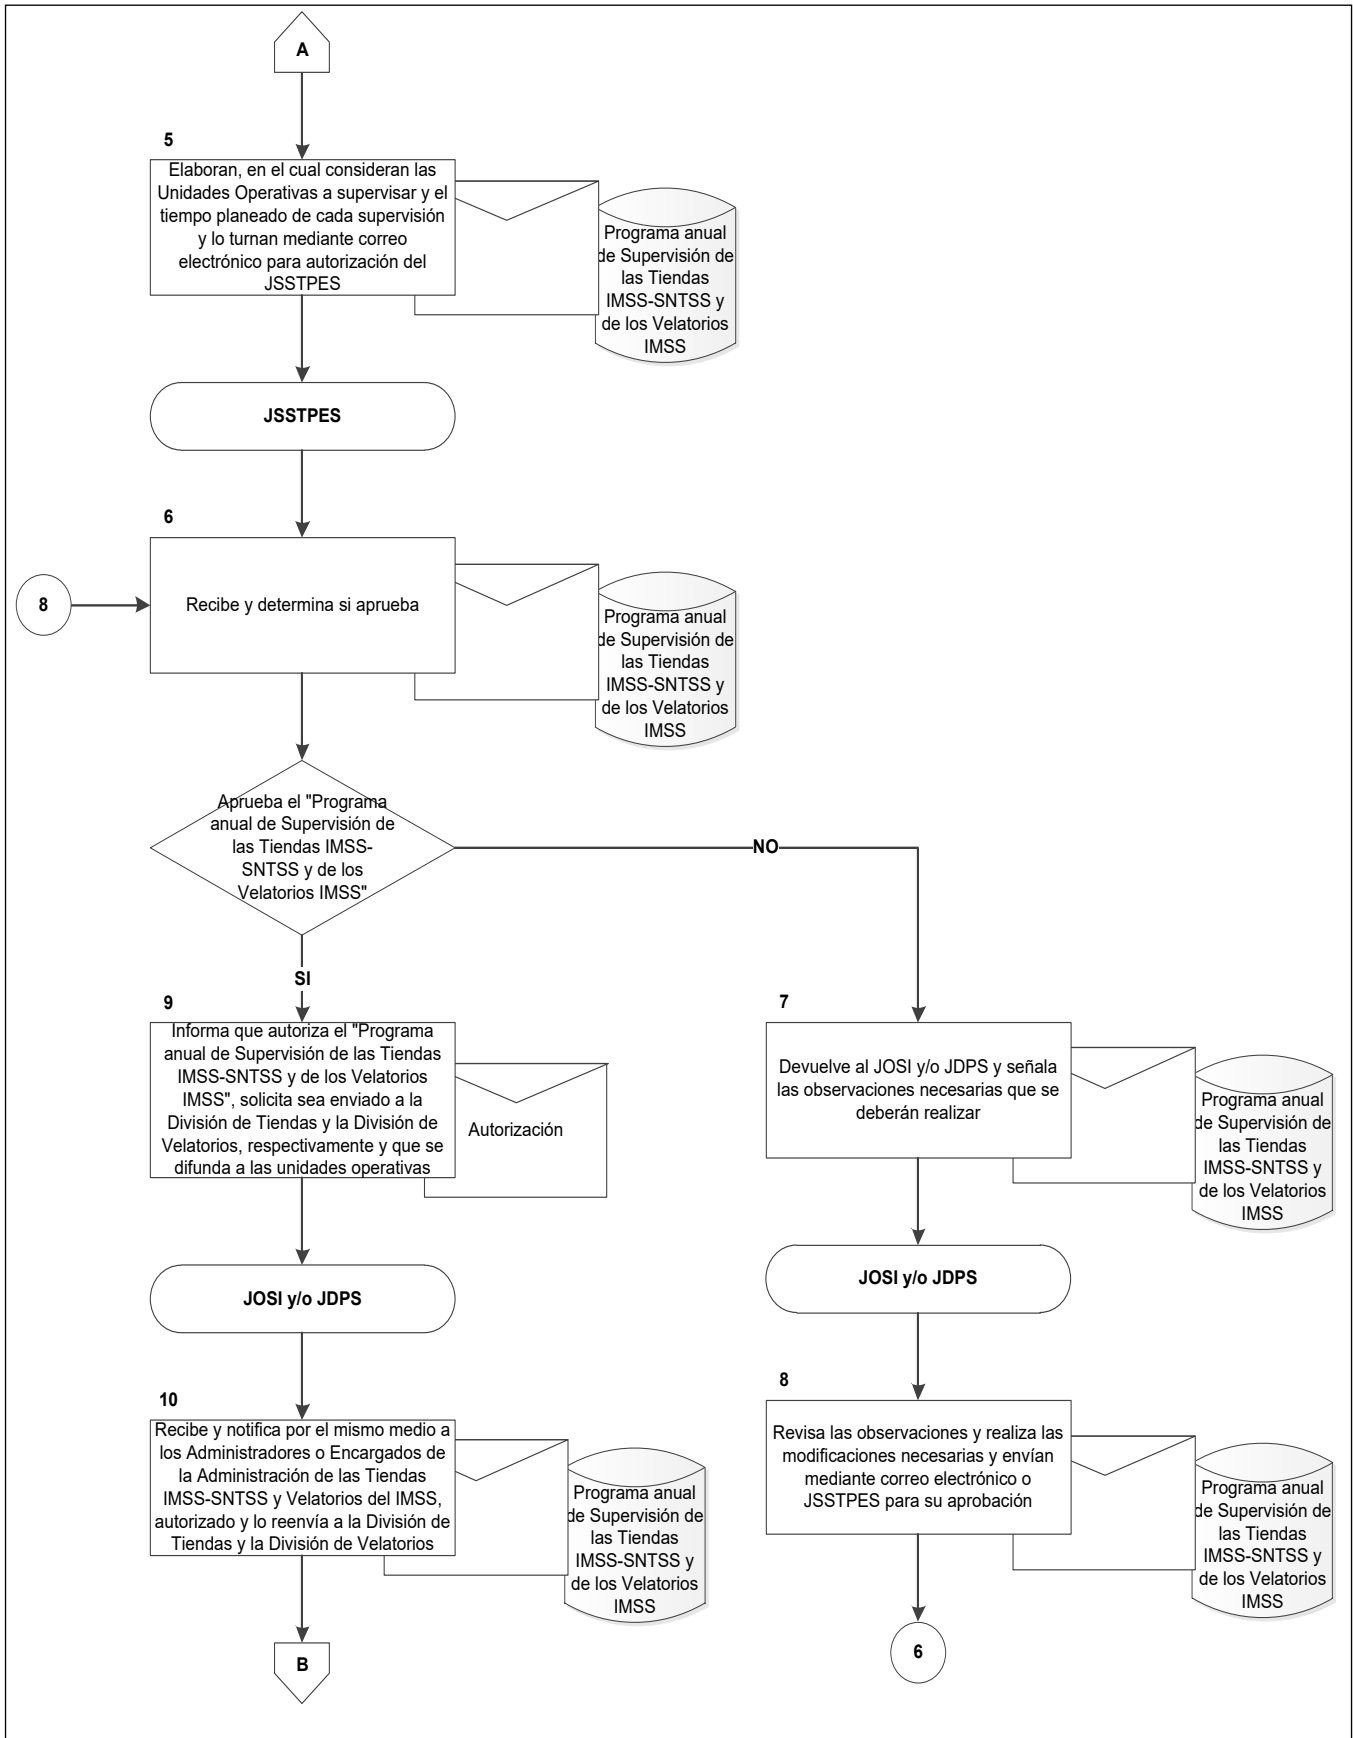 A
5
Elaboran, en el cual consideran las
Unidades Operativas a supervisar y el
tiempo planeado de cada supervisión
y lo turnan mediante correo
electrónico para autorización del
JSSTPES
Programa anual
de Supervisión de
las Tiendas
IMSS-SNTSS y
de los Velatorios
IMSS
JSSTPES
6
8
Recibe y determina si aprueba
Programa anual
de Supervisión de
las Tiendas
IMSS-SNTSS y
de los Velatorios
IMSS
Aprueba el "Programa
anual de Supervisión de
las Tiendas IMSS-
SNTSS y de los
Velatorios IMSS"
NO
SI
9
Informa que autoriza el "Programa
anual de Supervisión de las Tiendas
IMSS-SNTSS y de los Velatorios
IMSS", solicita sea enviado a la
División de Tiendas y la División de
Velatorios, respectivamente y que se
difunda a las unidades operativas
Autorización
7
Devuelve al JOSI y/o JDPS y señala
las observaciones necesarias que se
deberán realizar
Programa anual
de Supervisión de
las Tiendas
IMSS-SNTSS y
de los Velatorios
IMSS
JOSI y/o JDPS
JOSI y/o JDPS
10
Recibe y notifica por el mismo medio a
los Administradores o Encargados de
la Administración de las Tiendas
IMSS-SNTSS y Velatorios del IMSS,
autorizado y lo reenvía a la División de
Tiendas y la División de Velatorios
Programa anual
de Supervisión de
las Tiendas
IMSS-SNTSS y
de los Velatorios
IMSS
8
Revisa las observaciones y realiza las
modificaciones necesarias y envían
mediante correo electrónico o
JSSTPES para su aprobación
Programa anual
de Supervisión de
las Tiendas
IMSS-SNTSS y
de los Velatorios
IMSS
B
6